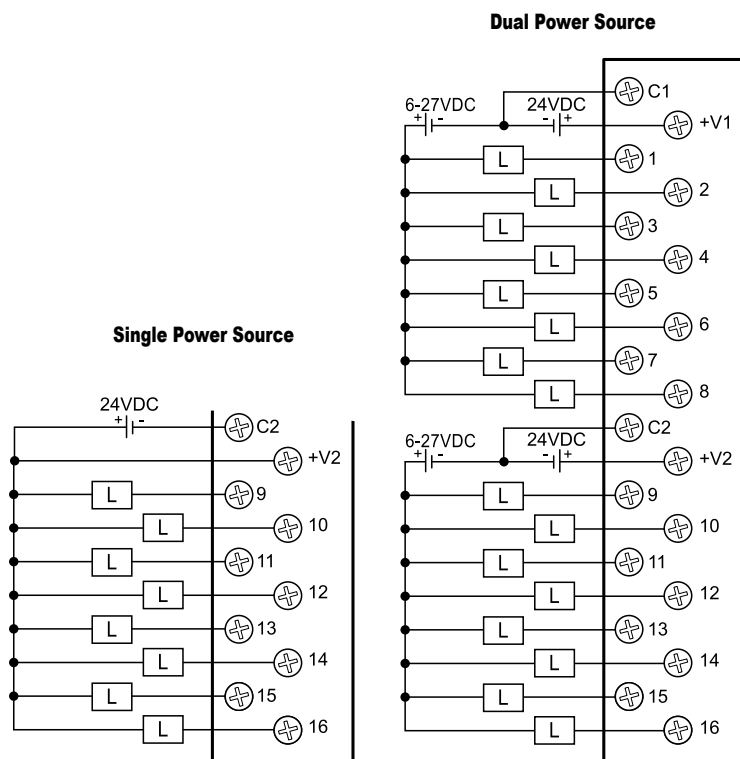 Dual Power Source
C1
6-27VDC 24VDC
+ - - +
+V1
L 1
L 2
L 3
L 4
L 5
L 6
L 7
L 8
C2
6-27VDC 24VDC
+ - - +
+V2
L 9
L 10
L 11
L 12
L 13
L 14
L 15
L 16
Single Power Source
24VDC
+ -
C2
+V2
L 9
L 10
L 11
L 12
L 13
L 14
L 15
L 16